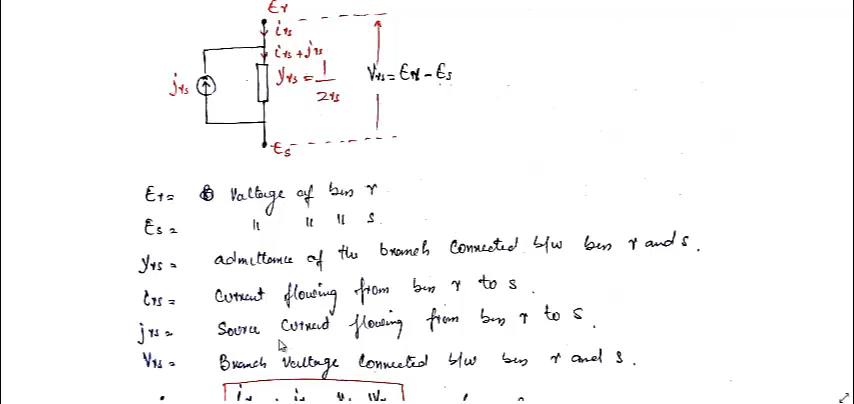 Er
irs
irs + jrs
jrs
yrs = 1/Zrs
Vrs = Er - Es
Es
Er = Voltage of bus r
Es = " " " s.
yrs = admittance of the branch connected b/w bus r and s.
irs = Current flowing from bus r to s.
jrs = Source current flowing from bus r to s.
Vrs = Branch Voltage Connected b/w bus r and s.